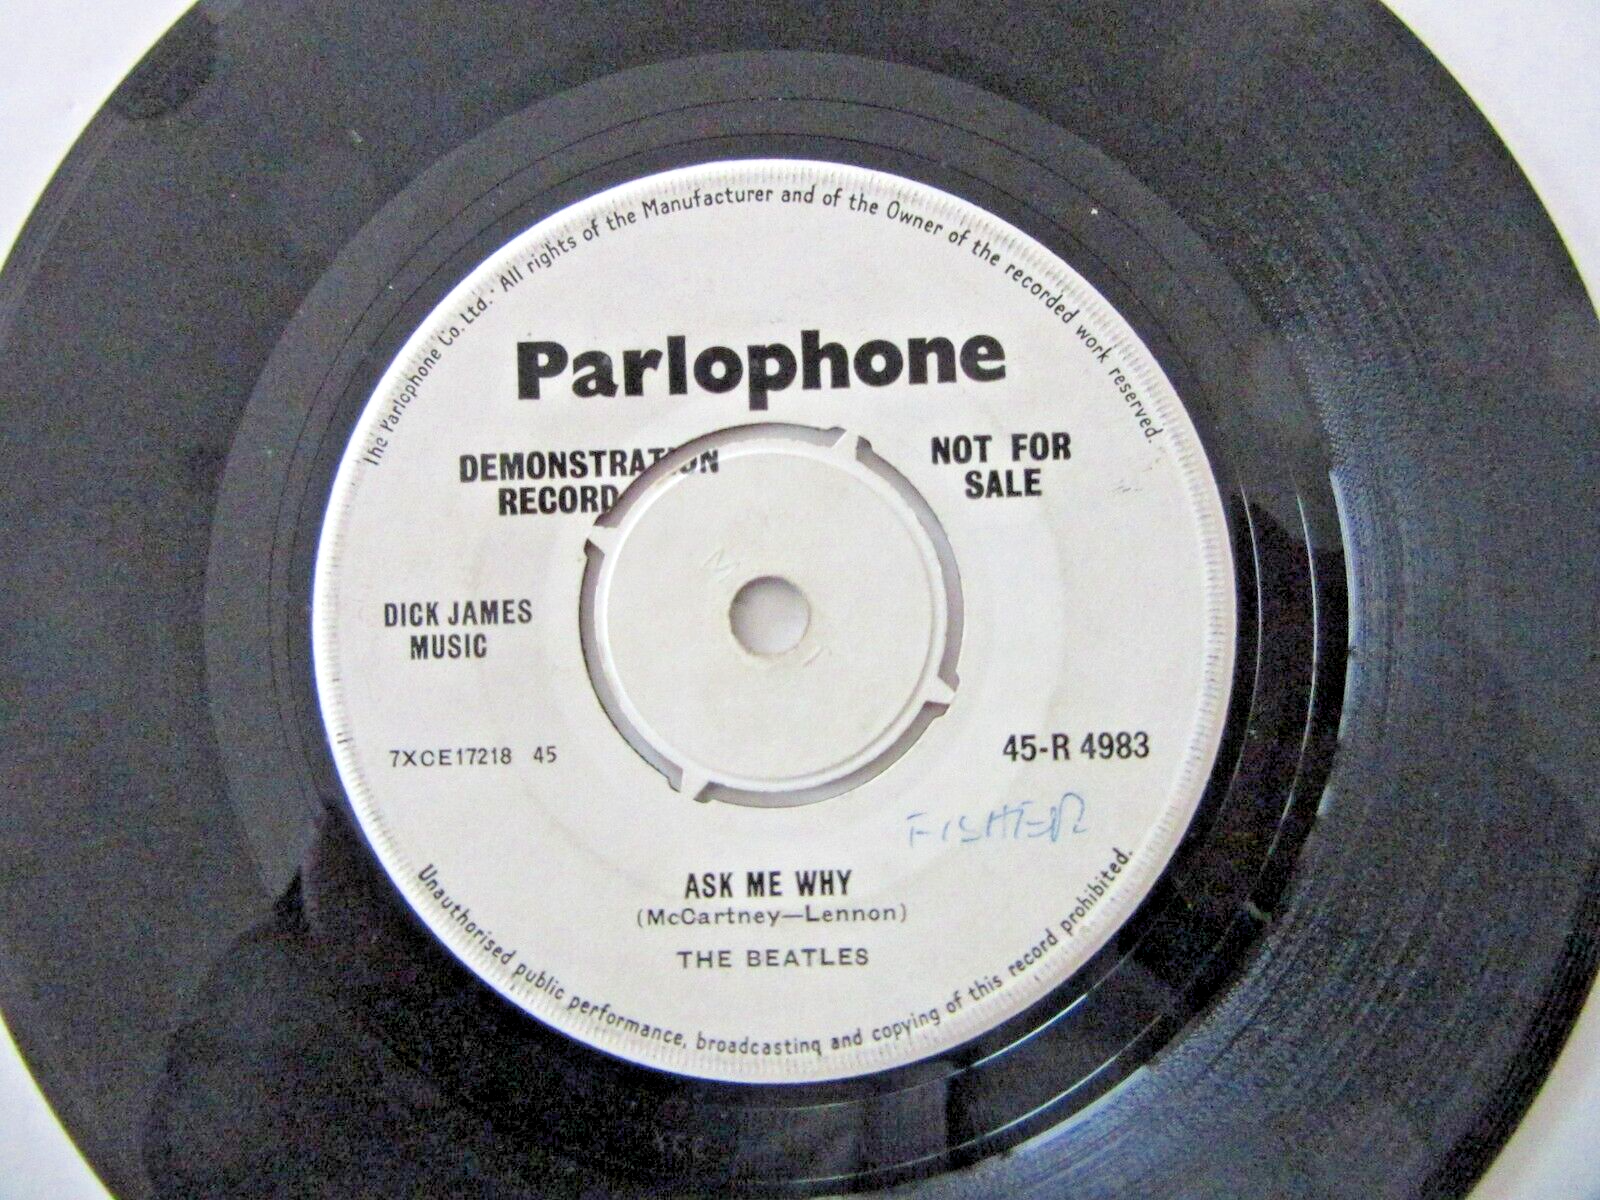 The Parlophone Co. Ltd. All rights of the Manufacturer and of the Owner of the recorded work reserved.
Parlophone
DEMONSTRATION
RECORD
NOT FOR
SALE
DICK JAMES
MUSIC
7XCE17218 45
45-R 4983
FISHER
ASK ME WHY
(McCartney—Lennon)
THE BEATLES
Unauthorised public performance, broadcasting and copying of this record prohibited.